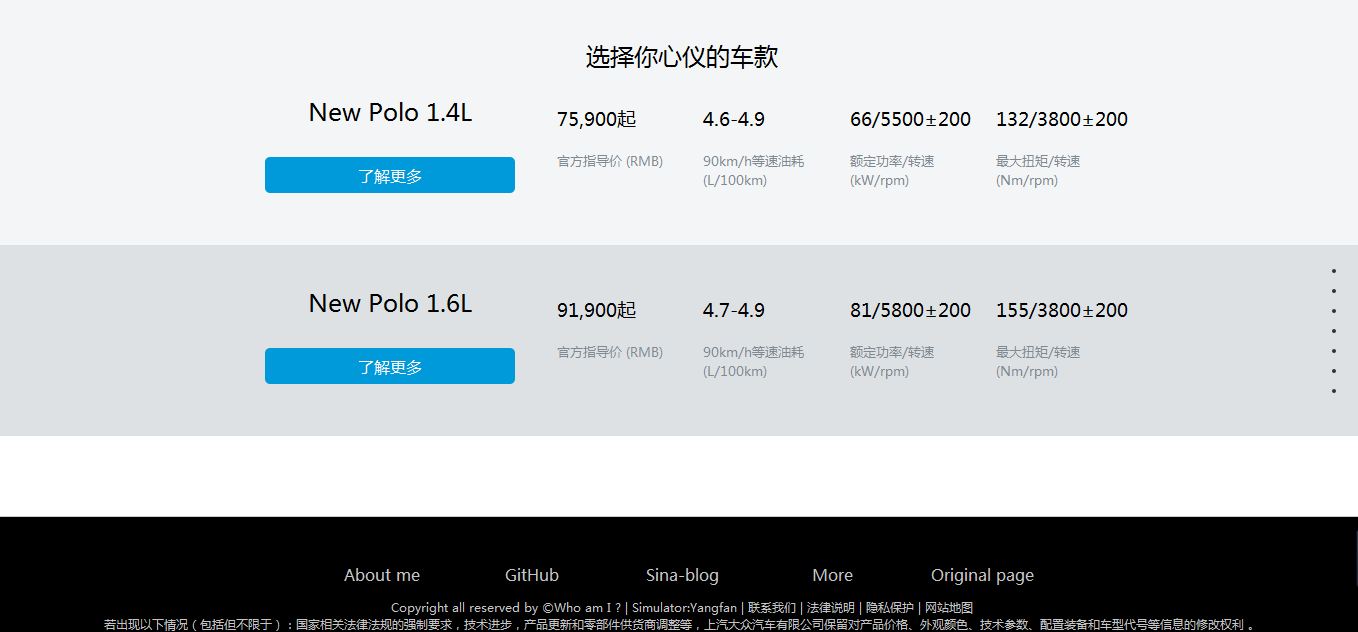 选择你心仪的车款
New Polo 1.4L
75,900起 4.6-4.9 66/5500±200 132/3800±200
了解更多
官方指导价 (RMB) 90km/h等速油耗 额定功率/转速 最大扭矩/转速
(L/100km) (kW/rpm) (Nm/rpm)
New Polo 1.6L
91,900起 4.7-4.9 81/5800±200 155/3800±200
了解更多
官方指导价 (RMB) 90km/h等速油耗 额定功率/转速 最大扭矩/转速
(L/100km) (kW/rpm) (Nm/rpm)
About me GitHub Sina-blog More Original page
Copyright all reserved by ©Who am I ? | Simulator:Yangfan | 联系我们 | 法律说明 | 隐私保护 | 网站地图
若出现以下情况（包括但不限于）：国家相关法律法规的强制要求，技术进步，产品更新和零部件供货商调整等，上汽大众汽车有限公司保留对产品价格、外观颜色、技术参数、配置装备和车型代号等信息的修改权利 。